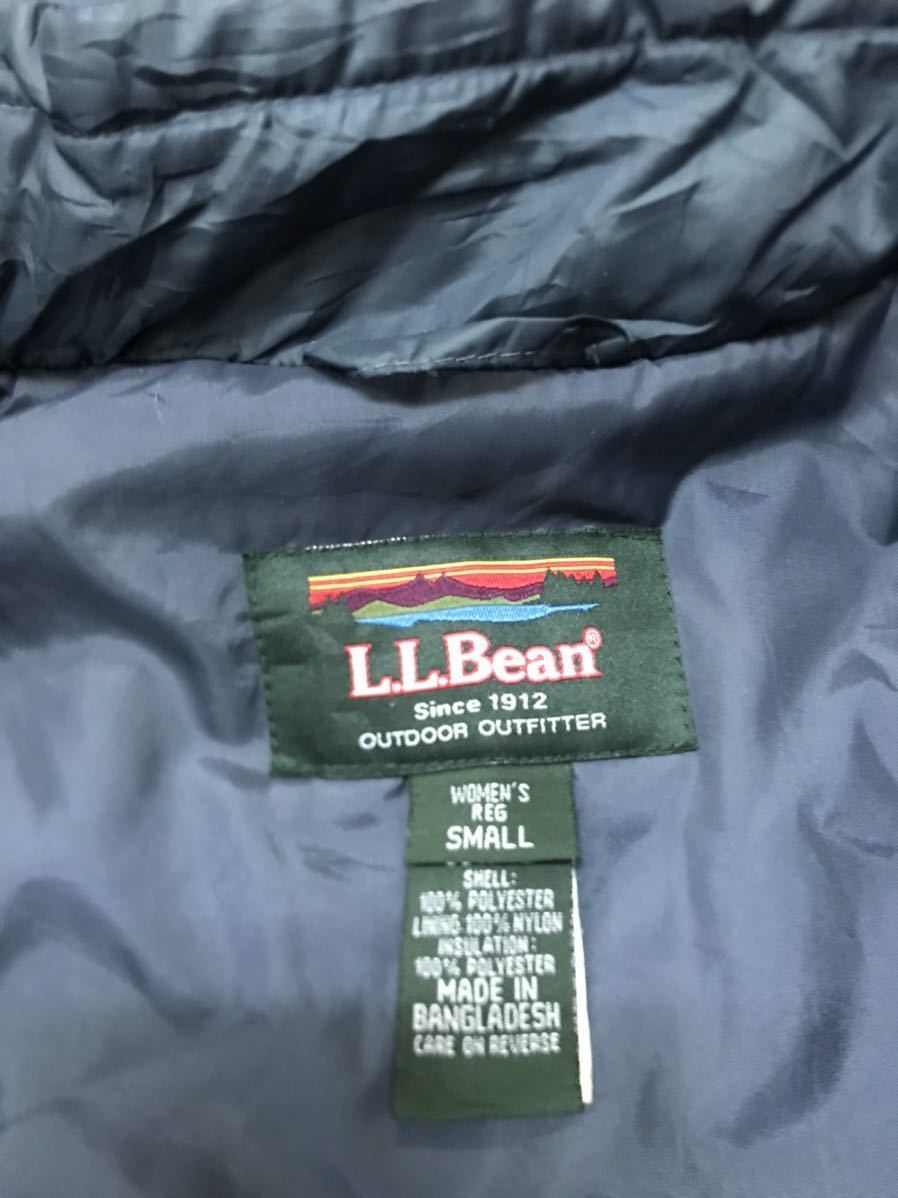 L.L.Bean®
Since 1912
OUTDOOR OUTFITTER
WOMEN'S
REG
SMALL
SHELL:
100% POLYESTER
LINING:100% NYLON
INSULATION:
100% POLYESTER
MADE IN
BANGLADESH
CARE ON REVERSE